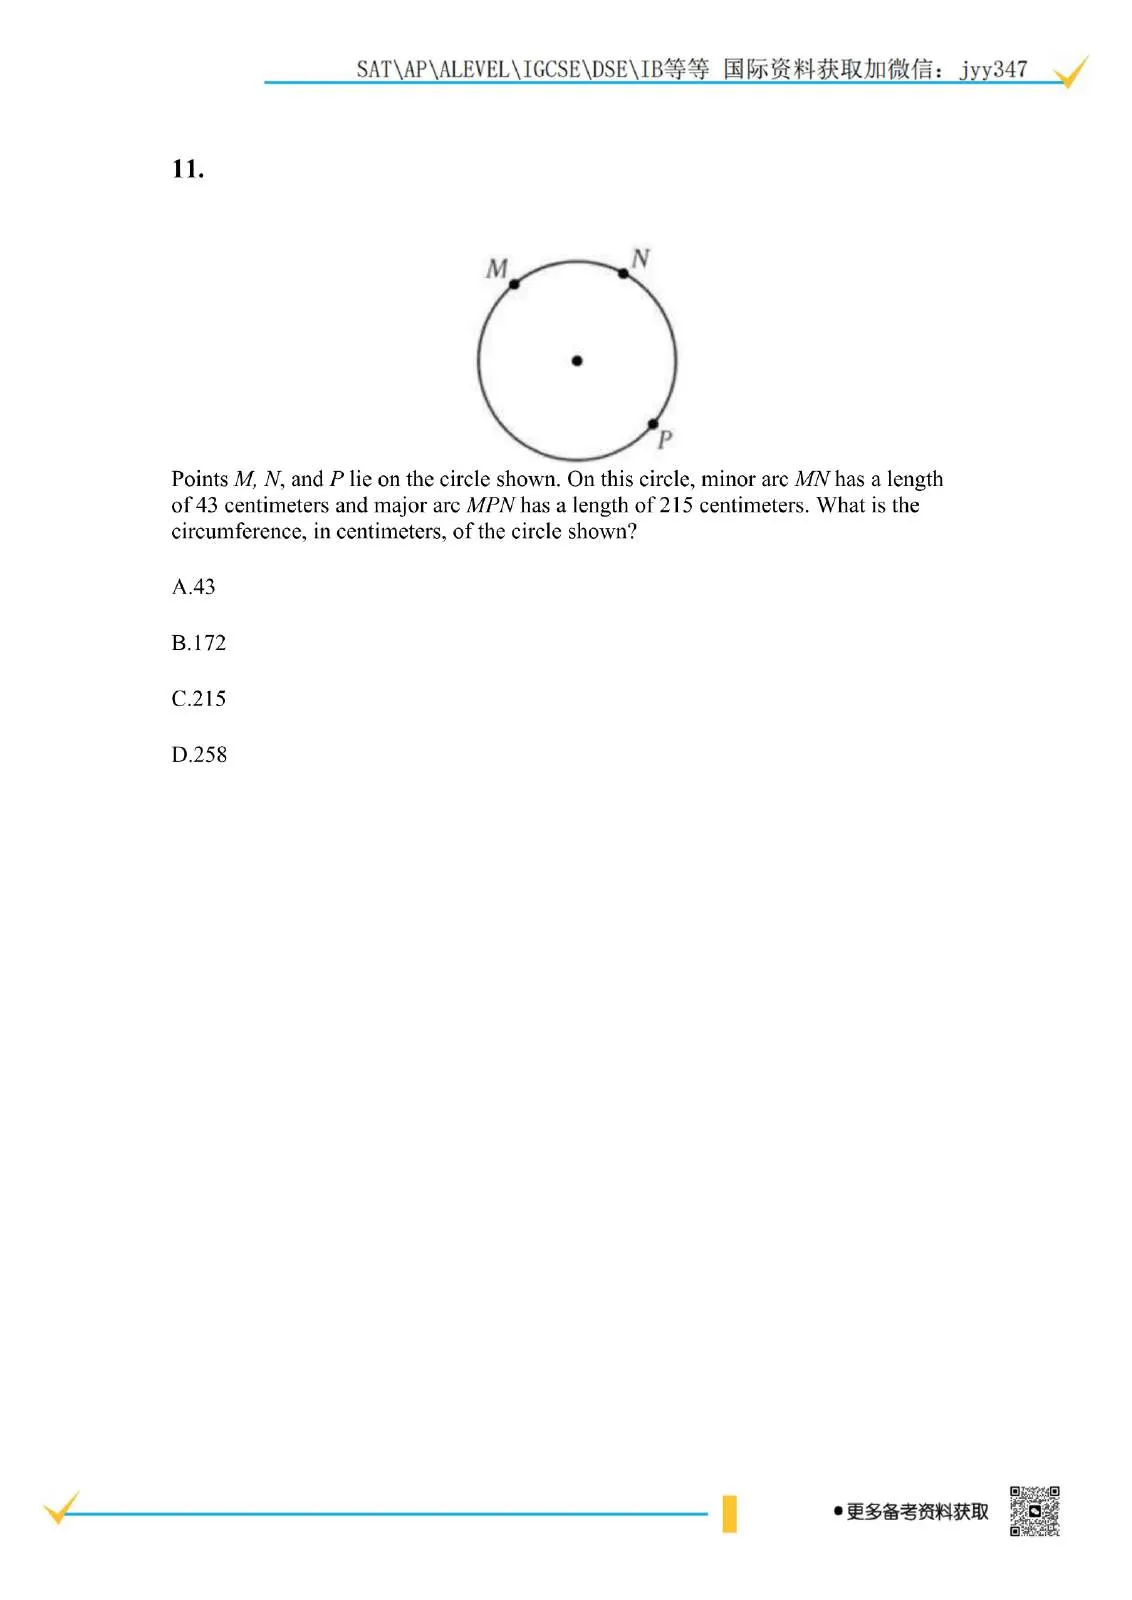 SAT\AP\ALEVEL\IGCSE\DSE\IB等等 国际资料获取加微信：jyy347
11.
M
N
P
Points M, N, and P lie on the circle shown. On this circle, minor arc MN has a length
of 43 centimeters and major arc MPN has a length of 215 centimeters. What is the
circumference, in centimeters, of the circle shown?
A.43
B.172
C.215
D.258
•更多备考资料获取